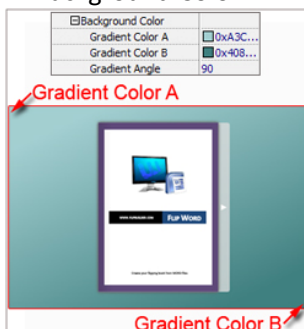 Background Color
Gradient Color A 0xA3C...
Gradient Color B 0x408...
Gradient Angle 90
Gradient Color A
FLIP WORD
Gradient Color B